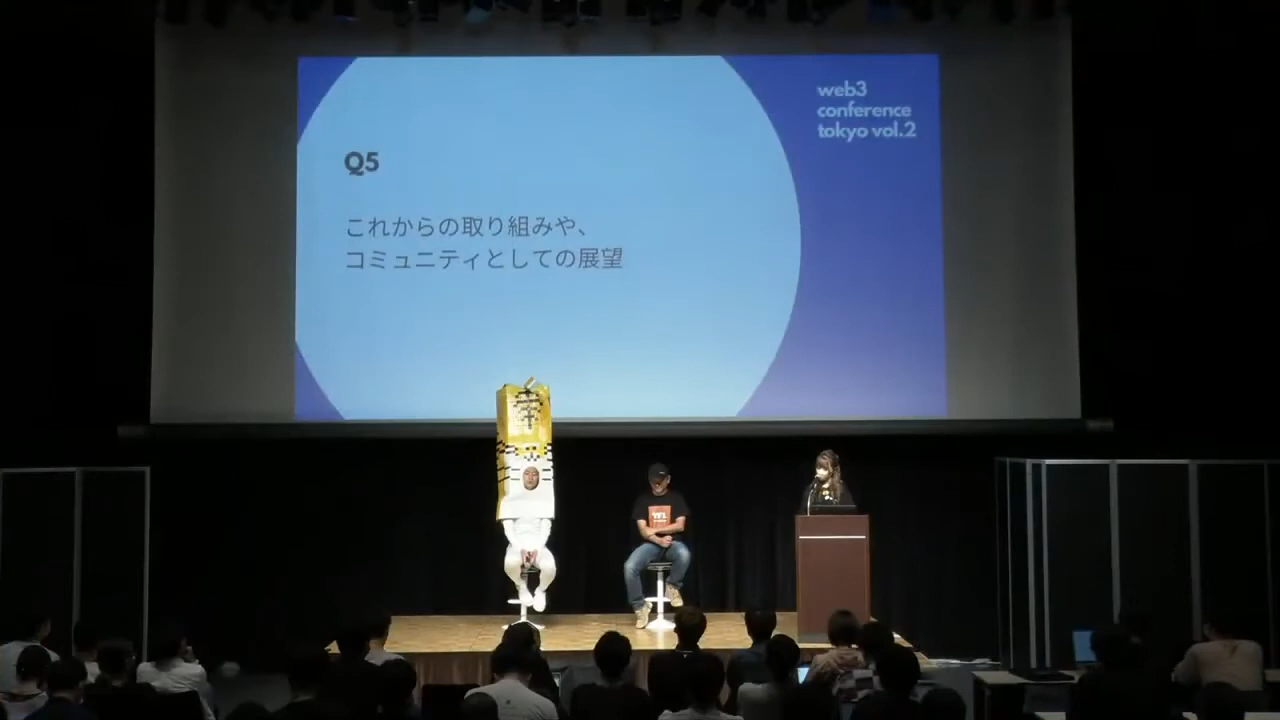 web3
conference
tokyo vol.2
Q5
これからの取り組みや、
コミュニティとしての展望